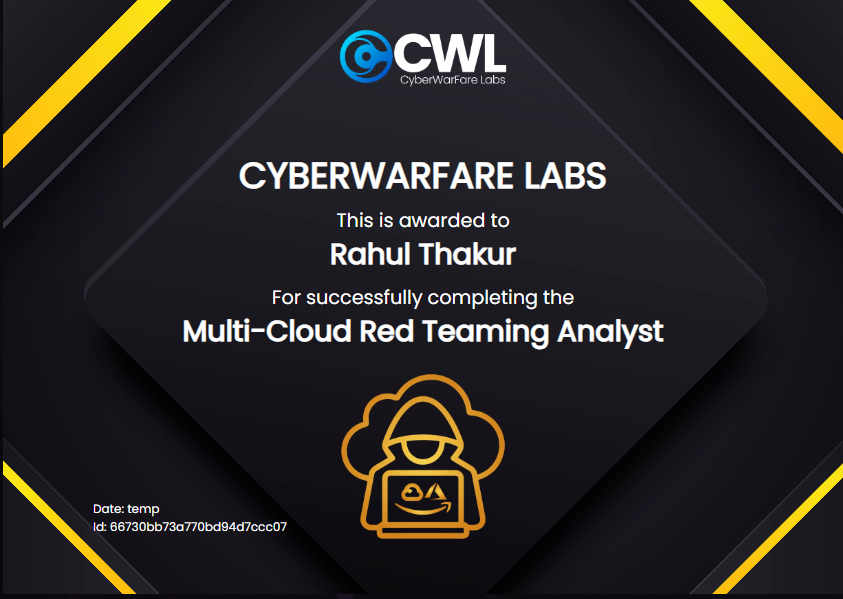 CWL
CyberWarFare Labs
CYBERWARFARE LABS
This is awarded to
Rahul Thakur
For successfully completing the
Multi-Cloud Red Teaming Analyst
Date: temp
Id: 66730bb73a770bd94d7ccc07